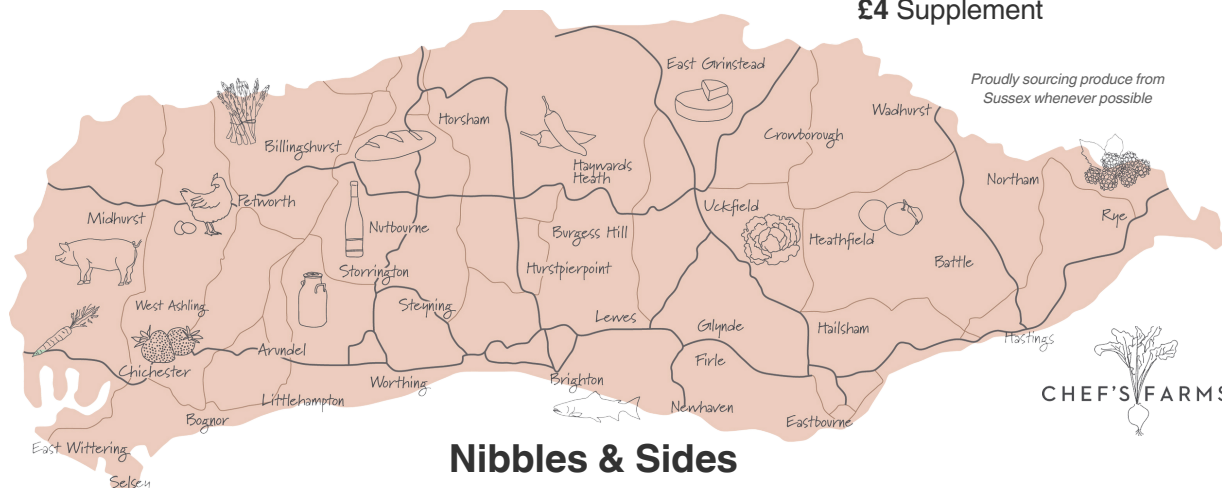 £4 Supplement
Proudly sourcing produce from
Sussex whenever possible
East Grinstead
Wadhurst
Horsham
Crowborough
Billingshurst
Haywards
Heath
Northam
Petworth
Midhurst
Uckfield
Rye
Nutbourne
Burgess Hill
Heathfield
Battle
Storrington
Hurstpierpoint
West Ashling
Steyning
Lewes
Glynde
Hailsham
Hastings
Arundel
Firle
Chichester
Worthing
Brighton
CHEF'S FARMS
Littlehampton
Newhaven
Bognor
Eastbourne
East Wittering
Nibbles & Sides
Selsey